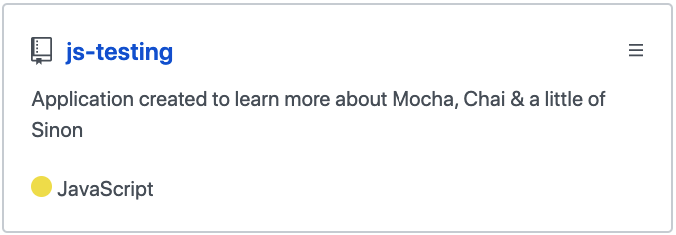 js-testing
Application created to learn more about Mocha, Chai & a little of
Sinon
JavaScript